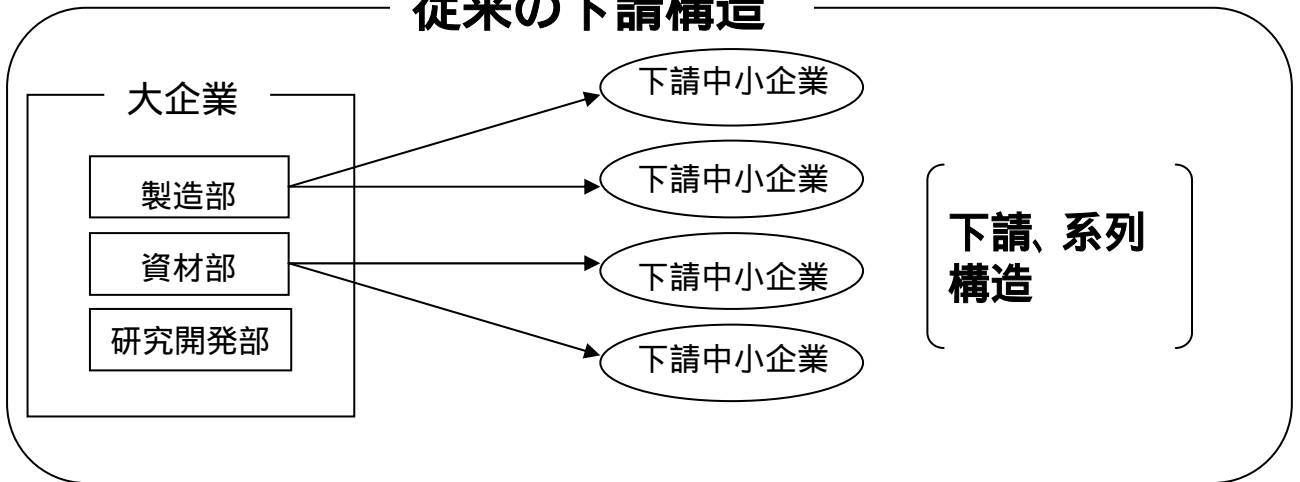 従来の下請構造
大企業
製造部
資材部
研究開発部
下請中小企業
下請中小企業
下請中小企業
下請中小企業
下請、系列
構造